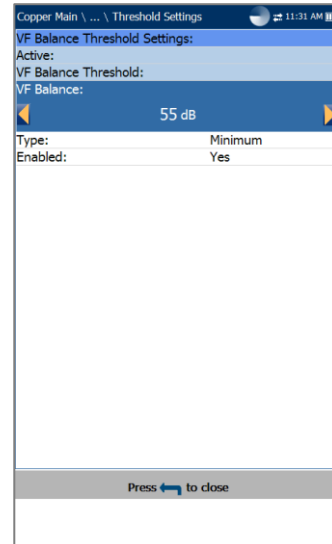 Copper Main \ ... \ Threshold Settings 11:31 AM
VF Balance Threshold Settings:
Active:
VF Balance Threshold:
VF Balance:
55 dB
Type: Minimum
Enabled: Yes
Press to close